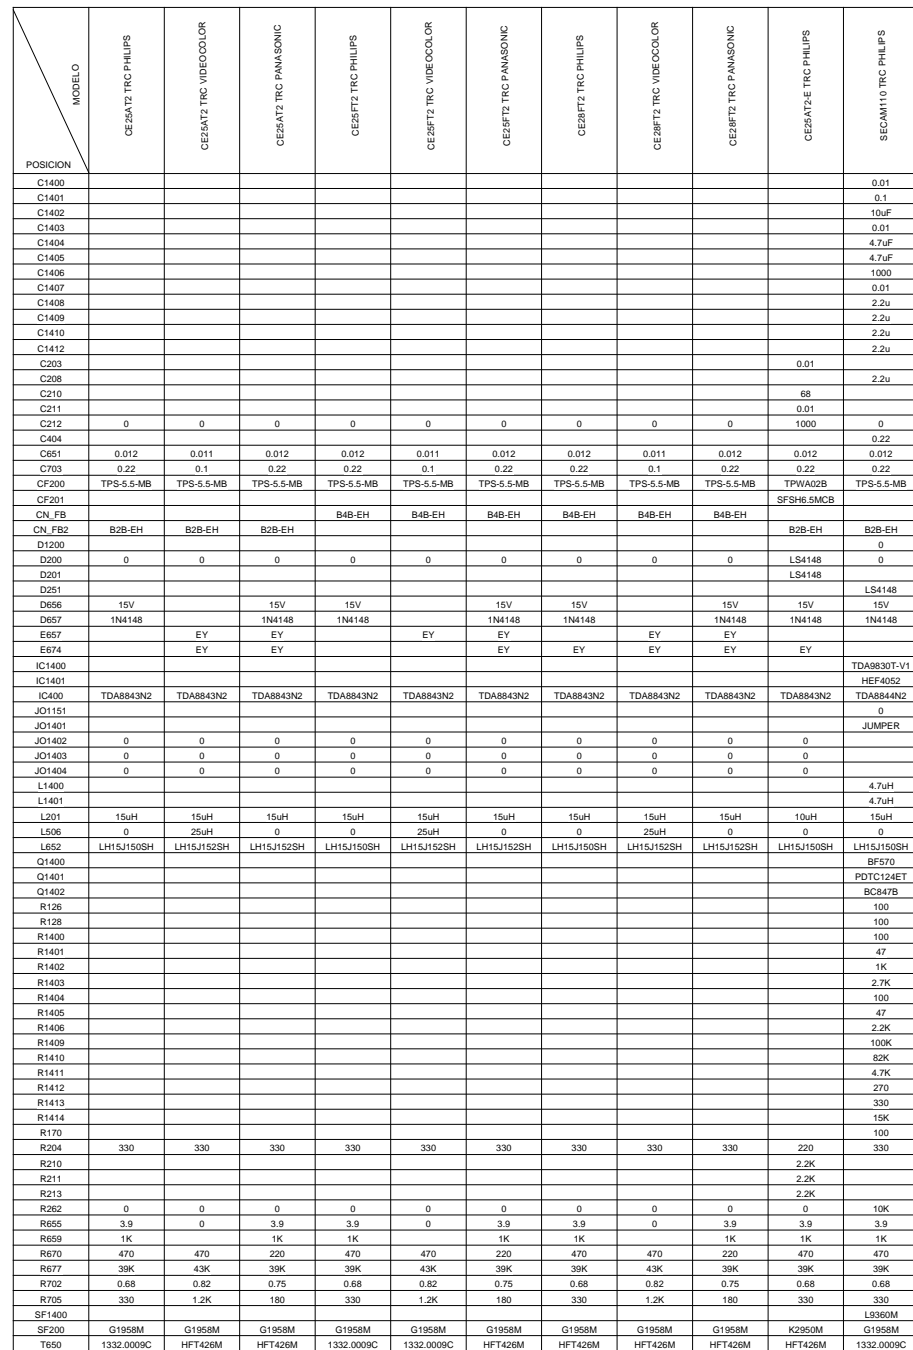 MODELO
POSICION
CE25AT2 TRC PHILIPS
CE25AT2 TRC VIDEOCOLOR
CE25AT2 TRC PANASONIC
CE25FT2 TRC PHILIPS
CE25FT2 TRC VIDEOCOLOR
CE25FT2 TRC PANASONIC
CE28FT2 TRC PHILIPS
CE28FT2 TRC VIDEOCOLOR
CE28FT2 TRC PANASONIC
CE25AT2-E TRC PHILIPS
SECAM110 TRC PHILIPS
C1400 0.01
C1401 0.1
C1402 10uF
C1403 0.01
C1404 4.7uF
C1405 4.7uF
C1406 1000
C1407 0.01
C1408 2.2u
C1409 2.2u
C1410 2.2u
C1412 2.2u
C203 0.01
C208 2.2u
C210 68
C211 0.01
C212 0 0 0 0 0 0 0 0 0 1000 0
C404 0.22
C651 0.012 0.011 0.012 0.012 0.011 0.012 0.012 0.011 0.012 0.012 0.012
C703 0.22 0.1 0.22 0.22 0.1 0.22 0.22 0.1 0.22 0.22 0.22
CF200 TPS-5.5-MB TPS-5.5-MB TPS-5.5-MB TPS-5.5-MB TPS-5.5-MB TPS-5.5-MB TPS-5.5-MB TPS-5.5-MB TPS-5.5-MB TPWA02B TPS-5.5-MB
CF201 SFSH6.5MCB
CN_FB B4B-EH B4B-EH B4B-EH B4B-EH B4B-EH B4B-EH
CN_FB2 B2B-EH B2B-EH B2B-EH B2B-EH B2B-EH
D1200 0
D200 0 0 0 0 0 0 0 0 0 LS4148 0
D201 LS4148
D251 LS4148
D656 15V 15V 15V 15V 15V 15V 15V 15V
D657 1N4148 1N4148 1N4148 1N4148 1N4148 1N4148 1N4148 1N4148
E657 EY EY EY EY EY EY
E674 EY EY EY EY EY EY EY
IC1400 TDA9830T-V1
IC1401 HEF4052
IC400 TDA8843N2 TDA8843N2 TDA8843N2 TDA8843N2 TDA8843N2 TDA8843N2 TDA8843N2 TDA8843N2 TDA8843N2 TDA8843N2 TDA8844N2
JO1151 0
JO1401 JUMPER
JO1402 0 0 0 0 0 0 0 0 0 0
JO1403 0 0 0 0 0 0 0 0 0 0
JO1404 0 0 0 0 0 0 0 0 0 0
L1400 4.7uH
L1401 4.7uH
L201 15uH 15uH 15uH 15uH 15uH 15uH 15uH 15uH 15uH 10uH 15uH
L506 0 25uH 0 0 25uH 0 0 25uH 0 0 0
L652 LH15J150SH LH15J152SH LH15J152SH LH15J150SH LH15J152SH LH15J152SH LH15J150SH LH15J152SH LH15J152SH LH15J150SH LH15J150SH
Q1400 BF570
Q1401 PDTC124ET
Q1402 BC847B
R126 100
R128 100
R1400 100
R1401 47
R1402 1K
R1403 2.7K
R1404 100
R1405 47
R1406 2.2K
R1409 100K
R1410 82K
R1411 4.7K
R1412 270
R1413 330
R1414 15K
R170 100
R204 330 330 330 330 330 330 330 330 330 220 330
R210 2.2K
R211 2.2K
R213 2.2K
R262 0 0 0 0 0 0 0 0 0 0 10K
R655 3.9 0 3.9 3.9 0 3.9 3.9 0 3.9 3.9 3.9
R659 1K 1K 1K 1K 1K 1K 1K 1K
R670 470 470 220 470 470 220 470 470 220 470 470
R677 39K 43K 39K 39K 43K 39K 39K 43K 39K 39K 39K
R702 0.68 0.82 0.75 0.68 0.82 0.75 0.68 0.82 0.75 0.68 0.68
R705 330 1.2K 180 330 1.2K 180 330 1.2K 180 330 330
SF1400 L9360M
SF200 G1958M G1958M G1958M G1958M G1958M G1958M G1958M G1958M G1958M K2950M G1958M
T650 1332.0009C HFT426M HFT426M 1332.0009C 1332.0009C HFT426M HFT426M HFT426M HFT426M HFT426M 1332.0009C